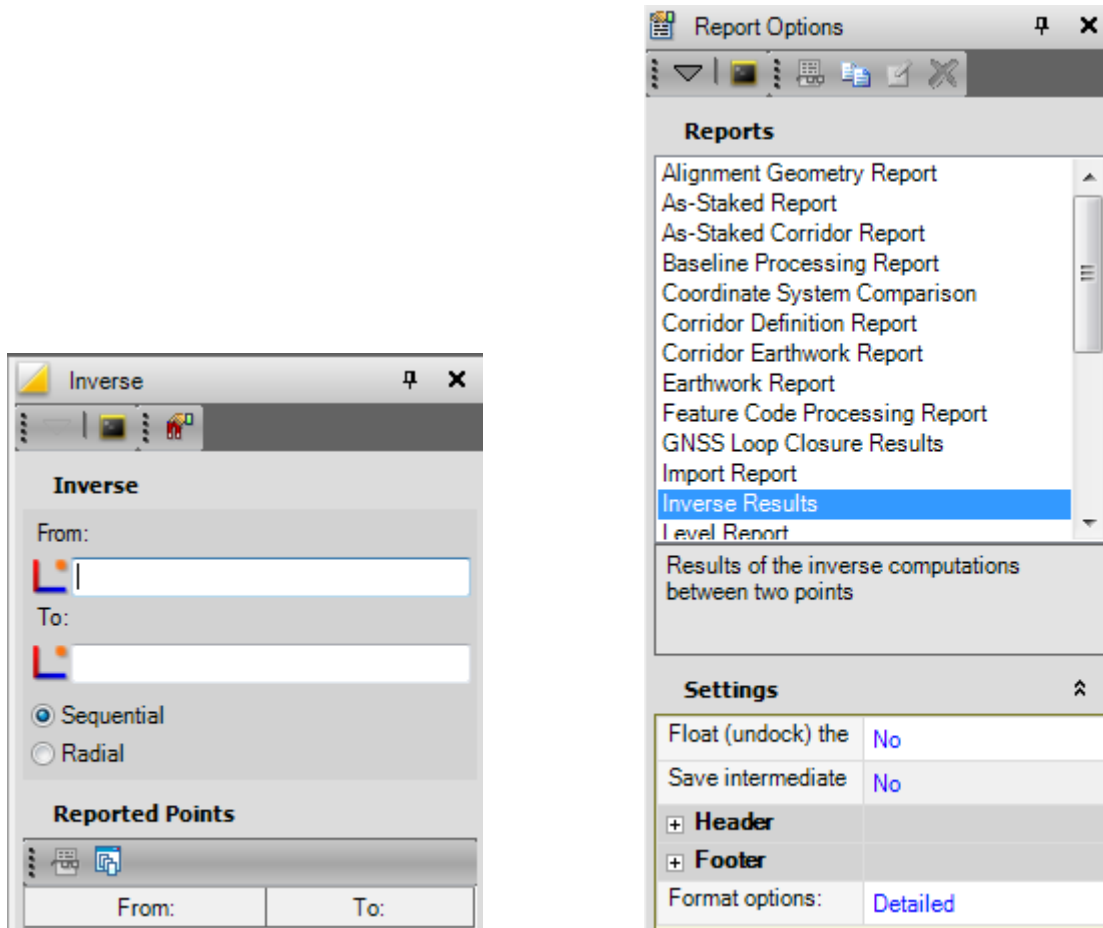 Inverse
Inverse
From:
To:
Sequential
Radial
Reported Points
From: To:
Report Options
Reports
Alignment Geometry Report
As-Staked Report
As-Staked Corridor Report
Baseline Processing Report
Coordinate System Comparison
Corridor Definition Report
Corridor Earthwork Report
Earthwork Report
Feature Code Processing Report
GNSS Loop Closure Results
Import Report
Inverse Results
Level Report
Results of the inverse computations
between two points
Settings
Float (undock) the No
Save intermediate No
Header
Footer
Format options: Detailed